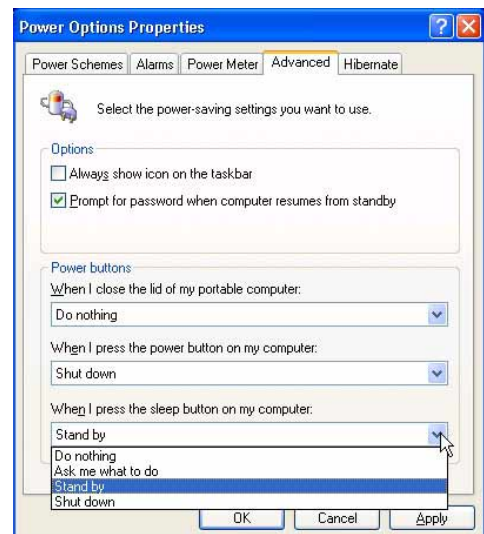 Power Options Properties
Power Schemes Alarms Power Meter Advanced Hibernate
Select the power-saving settings you want to use.
Options
Always show icon on the taskbar
Prompt for password when computer resumes from standby
Power buttons
When I close the lid of my portable computer:
Do nothing
When I press the power button on my computer:
Shut down
When I press the sleep button on my computer:
Stand by
Do nothing
Ask me what to do
Stand by
Shut down
OK Cancel Apply